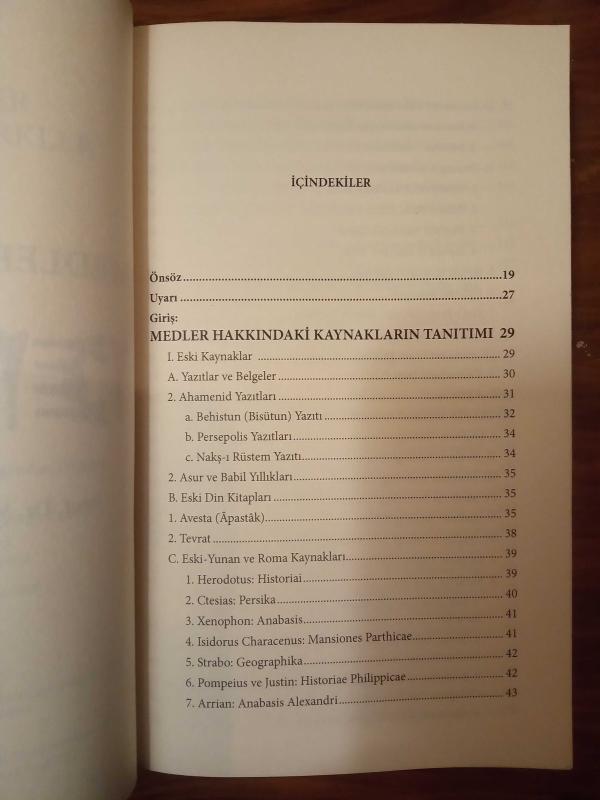 İÇİNDEKİLER
Önsöz..........19
Uyarı..........27
Giriş:
MEDLER HAKKINDAKİ KAYNAKLARIN TANITIMI 29
I. Eski Kaynaklar..........29
A. Yazıtlar ve Belgeler..........30
2. Ahamenid Yazıtları..........31
a. Behistun (Bisütun) Yazıtı..........32
b. Persepolis Yazıtları..........34
c. Nakş-ı Rüstem Yazıtı..........34
2. Asur ve Babil Yıllıkları..........35
B. Eski Din Kitapları..........35
1. Avesta (Āpastâk)..........35
2. Tevrat..........38
C. Eski-Yunan ve Roma Kaynakları..........39
1. Herodotus: Historiai..........39
2. Ctesias: Persika..........40
3. Xenophon: Anabasis..........41
4. Isidorus Characenus: Mansiones Parthicae..........41
5. Strabo: Geographika..........42
6. Pompeius ve Justin: Historiae Philippicae..........42
7. Arrian: Anabasis Alexandri..........43